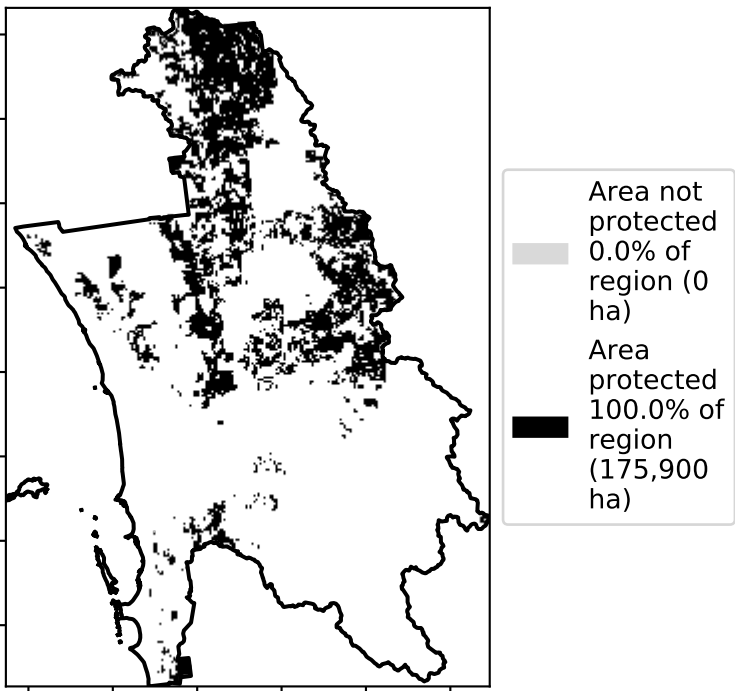 Area not
protected
0.0% of
region (0
ha)
Area
protected
100.0% of
region
(175,900
ha)